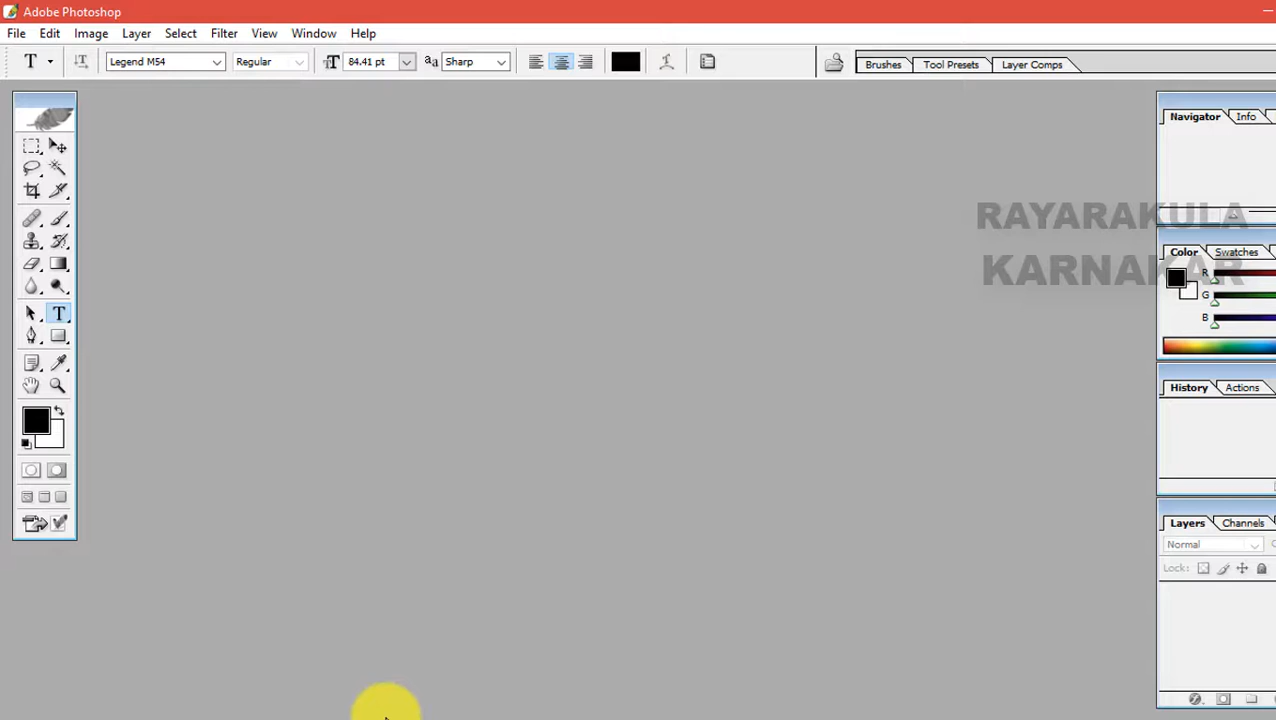 Adobe Photoshop
File Edit Image Layer Select Filter View Window Help
T Legend M54 Regular T 84.41 pt aa Sharp Brushes Tool Presets Layer Comps
Navigator Info
RAYARAKULA
KARNAKAR
Color Swatches
R
G
B
T
History Actions
Layers Channels
Normal
Lock: